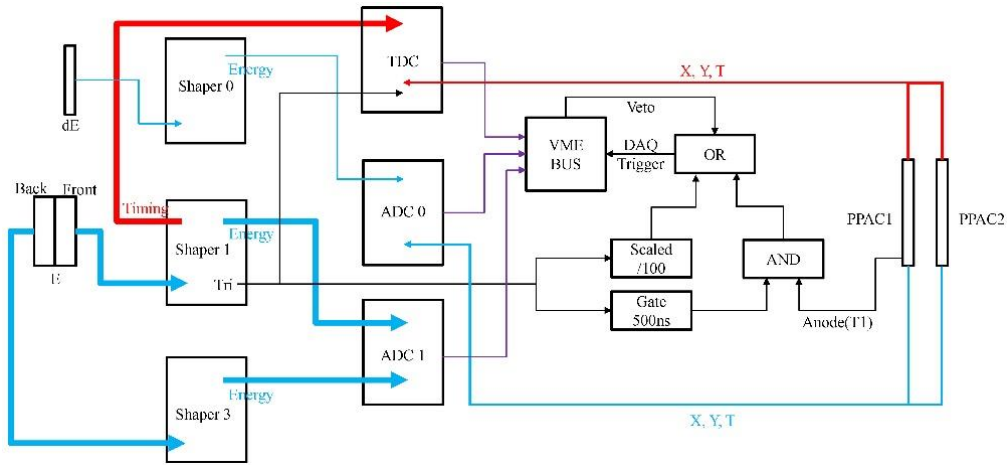 Shaper 0
Energy
dE
TDC
X, Y, T
Veto
VME
BUS
DAQ
Trigger
OR
Back
Front
E
Timing
Shaper 1
Energy
Tri
ADC 0
Scaled
/100
AND
PPAC1
PPAC2
Gate
500ns
Anode(T1)
ADC 1
Shaper 3
Energy
X, Y, T